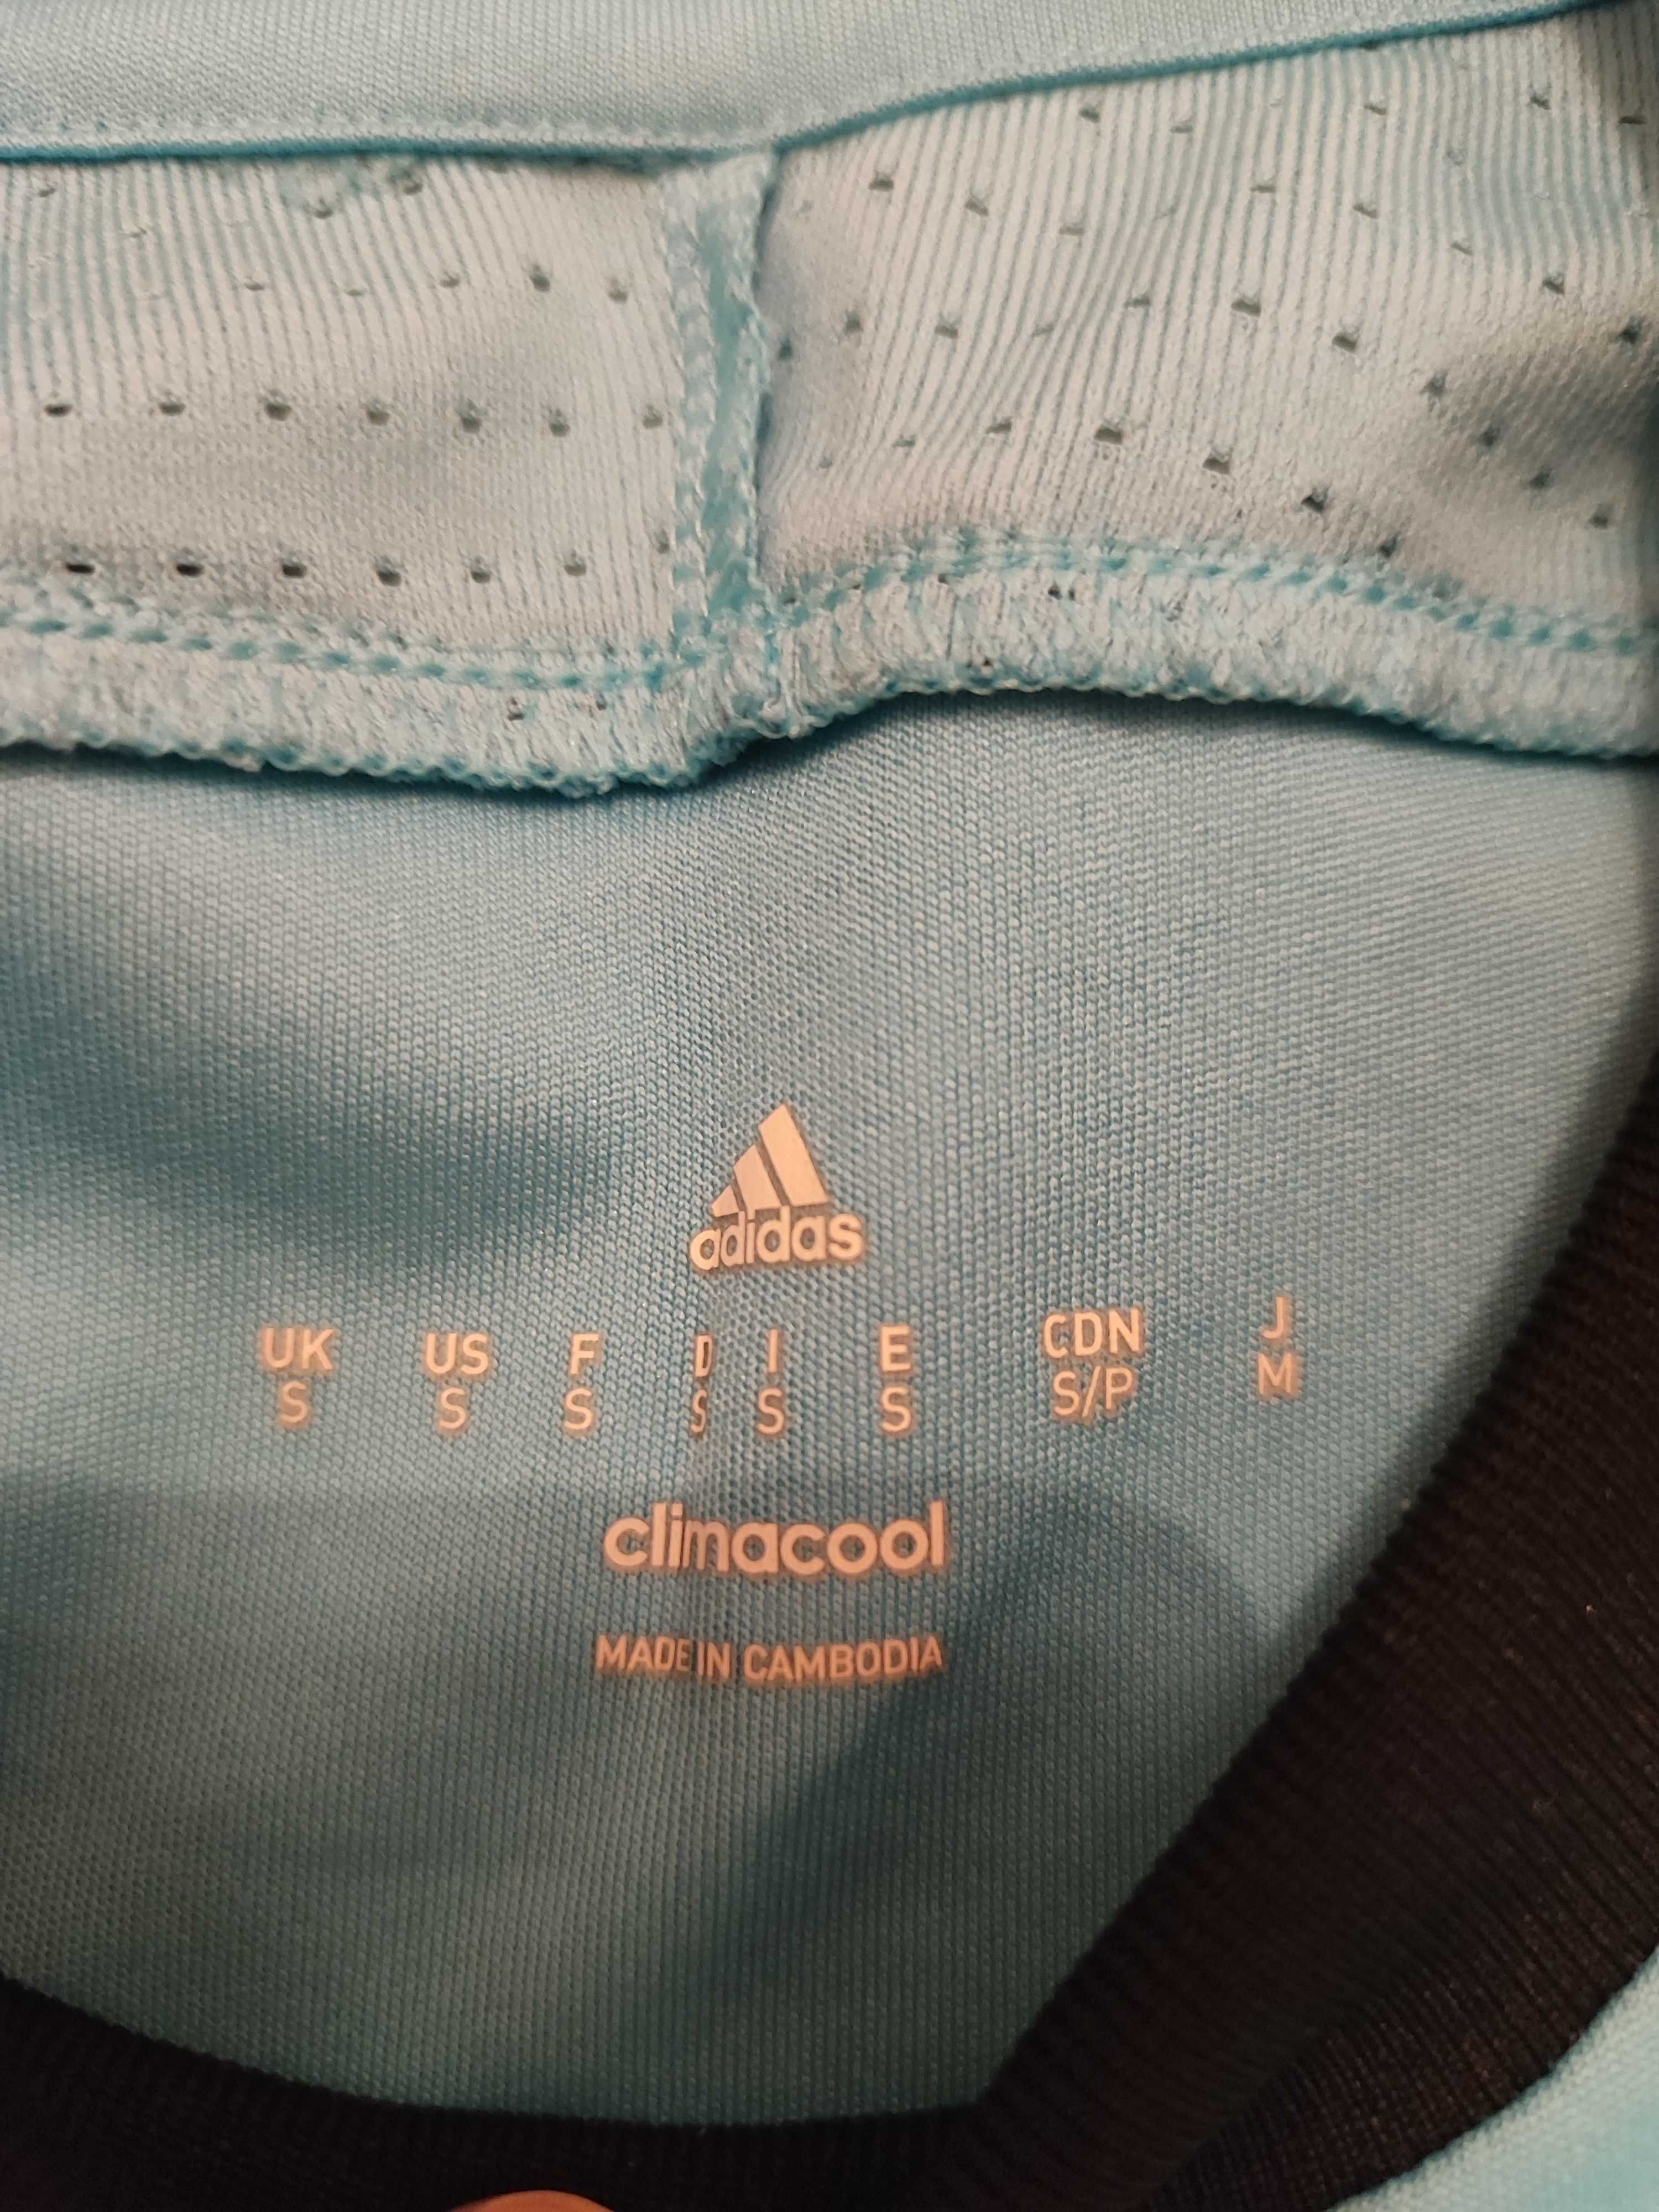 adidas
UK US F D I E CDN J
S S S S S S S/P M
climacool
MADE IN CAMBODIA